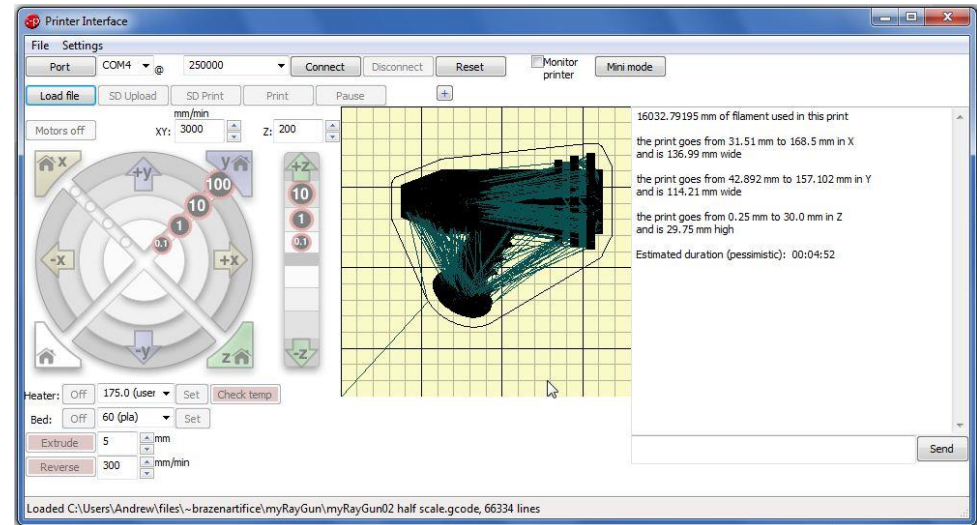 Printer Interface
File Settings
Port COM4 @ 250000 Connect Disconnect Reset Monitor printer Mini mode
Load file SD Upload SD Print Print Pause +
mm/min
Motors off XY: 3000 Z: 200
x +y y 100 10 1 0.1 -x +x -y z
+Z 10 1 0.1 -Z
Heater: Off 175.0 (user Set Check temp
Bed: Off 60 (pla) Set
Extrude 5 mm
Reverse 300 mm/min
16032.79195 mm of filament used in this print
the print goes from 31.51 mm to 168.5 mm in X
and is 136.99 mm wide
the print goes from 42.892 mm to 157.102 mm in Y
and is 114.21 mm wide
the print goes from 0.25 mm to 30.0 mm in Z
and is 29.75 mm high
Estimated duration (pessimistic): 00:04:52
Send
Loaded C:\Users\Andrew\files\~brazenartifice\myRayGun\myRayGun02 half scale.gcode, 66334 lines